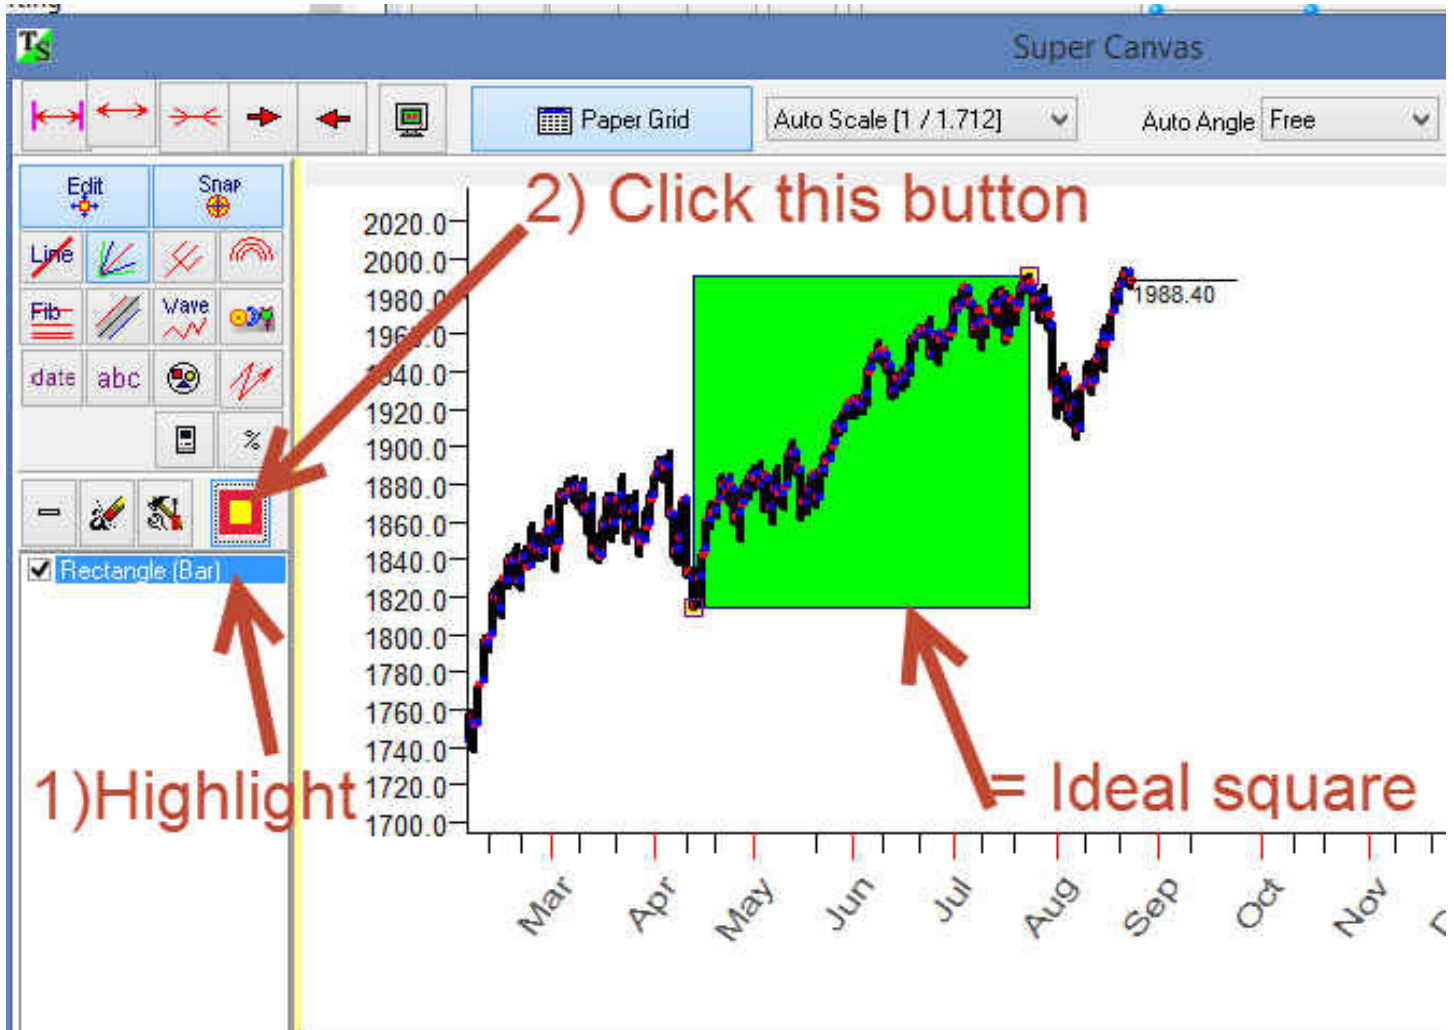 TS
Super Canvas
Paper Grid
Auto Scale [1 / 1.712]
Auto Angle
Free
Edit
Snap
2) Click this button
Line
Fib
Wave
date
abc
%
Rectangle (Bar)
1)Highlight
= Ideal square
2020.0
2000.0
1980.0
1960.0
1940.0
1920.0
1900.0
1880.0
1860.0
1840.0
1820.0
1800.0
1780.0
1760.0
1740.0
1720.0
1700.0
1988.40
Mar
Apr
May
Jun
Jul
Aug
Sep
Oct
Nov